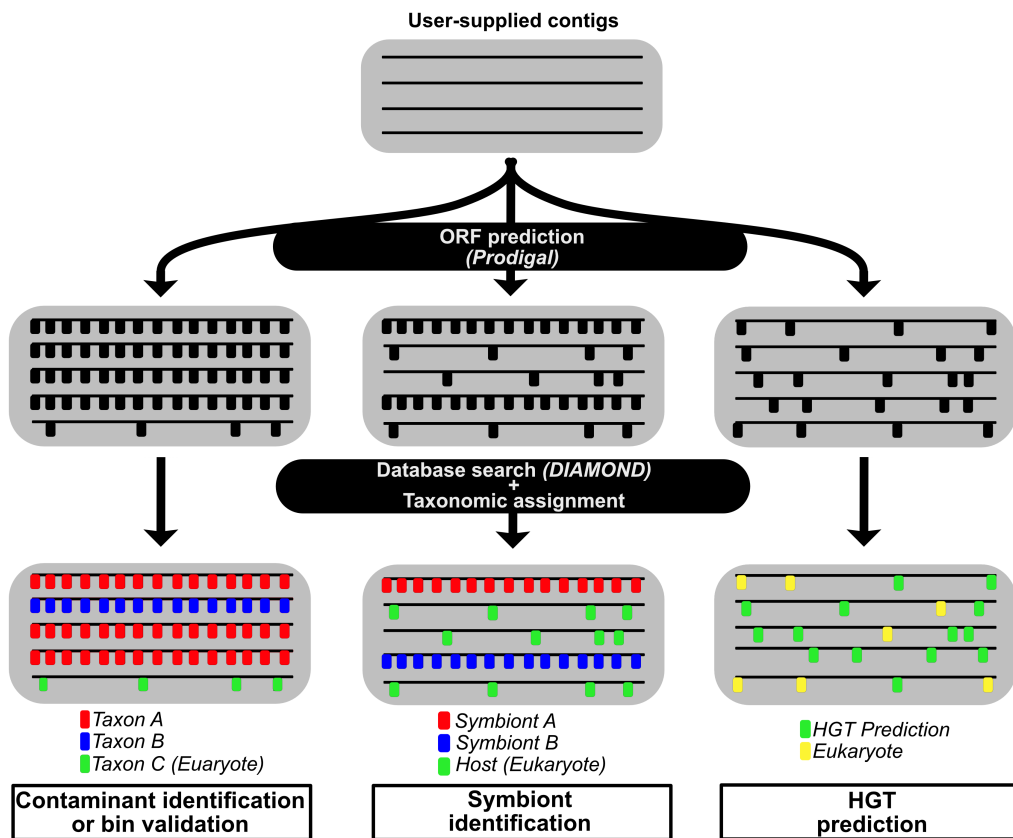 User-supplied contigs
ORF prediction
(Prodigal)
Database search (DIAMOND)
+
Taxonomic assignment
Taxon A
Taxon B
Taxon C (Euaryote)
Symbiont A
Symbiont B
Host (Eukaryote)
HGT Prediction
Eukaryote
Contaminant identification
or bin validation
Symbiont
identification
HGT
prediction